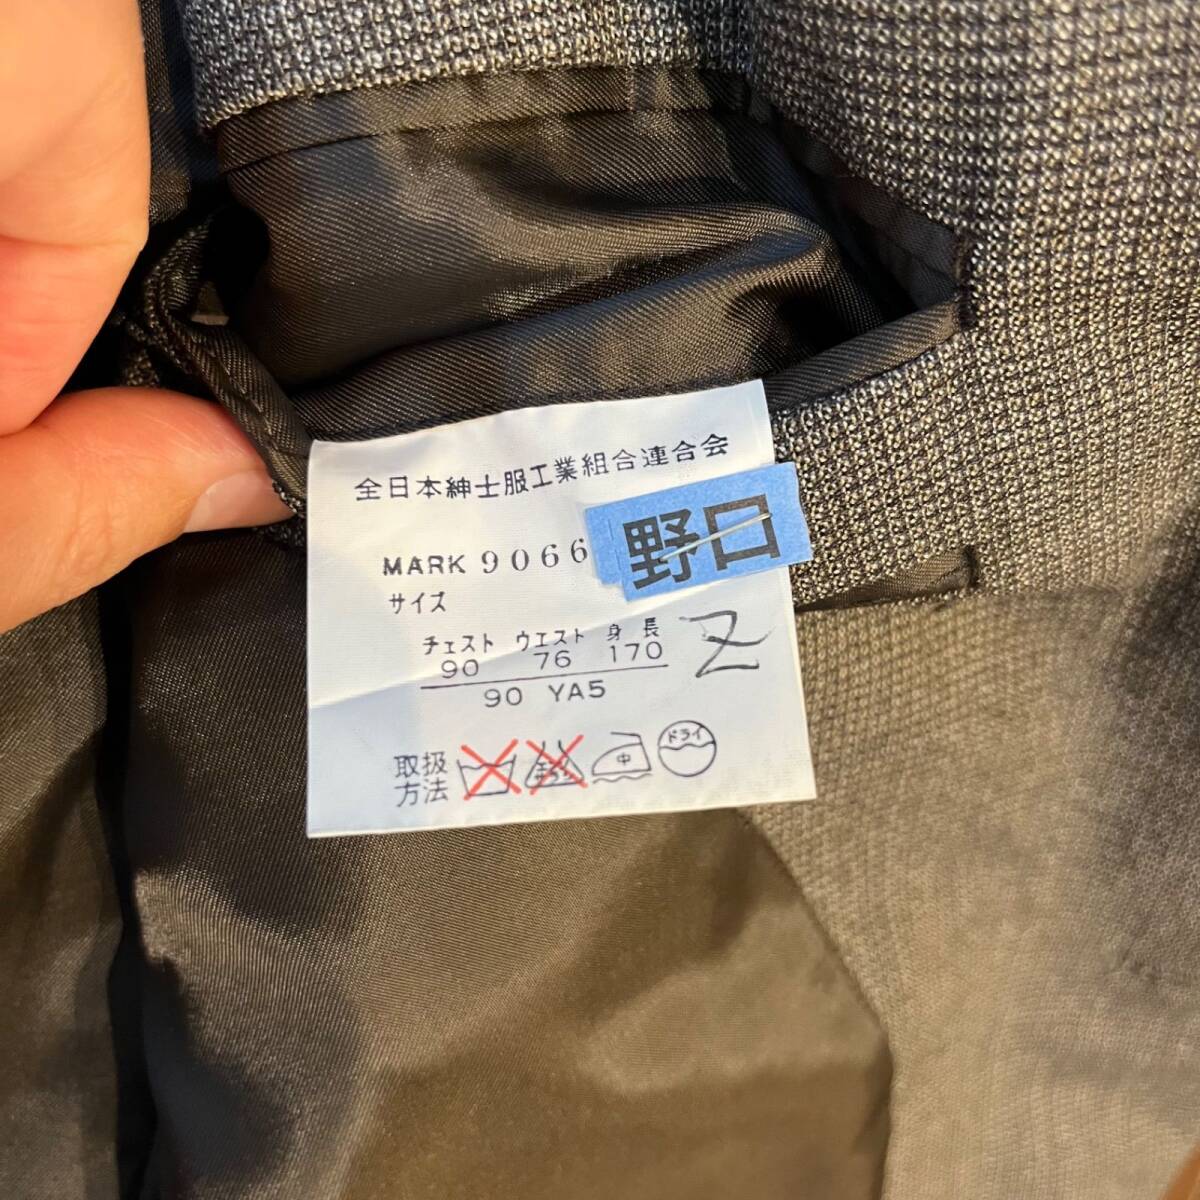 全日本紳士服工業組合連合会
MARK 9066
野口
サイズ
チェスト ウエスト 身長
90 76 170
90 YA5
Z
取扱方法
中
ドライ